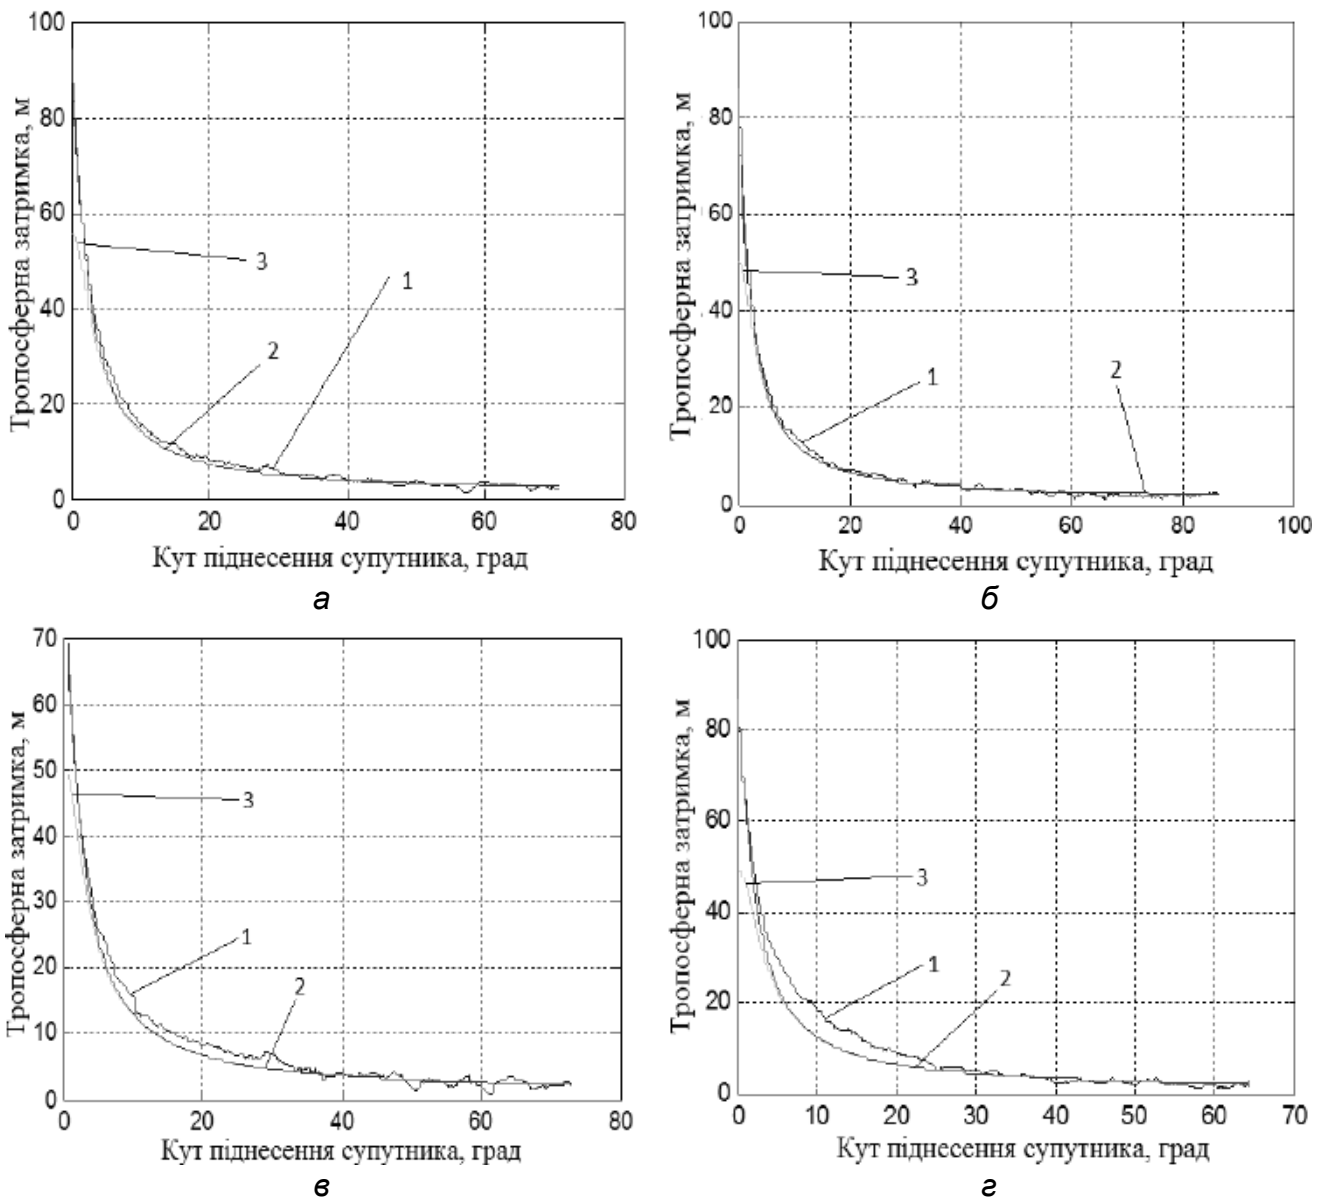 100
80
60
40
20
0
0 20 40 60 80
Тропосферна затримка, м
3
1
2
Кут піднесення супутника, град
а
100
80
60
40
20
0
0 20 40 60 80 100
Тропосферна затримка, м
3
1
2
Кут піднесення супутника, град
б
70
60
50
40
30
20
10
0
0 20 40 60 80
Тропосферна затримка, м
3
1
2
Кут піднесення супутника, град
в
100
80
60
40
20
0
0 10 20 30 40 50 60 70
Тропосферна затримка, м
3
1
2
Кут піднесення супутника, град
г